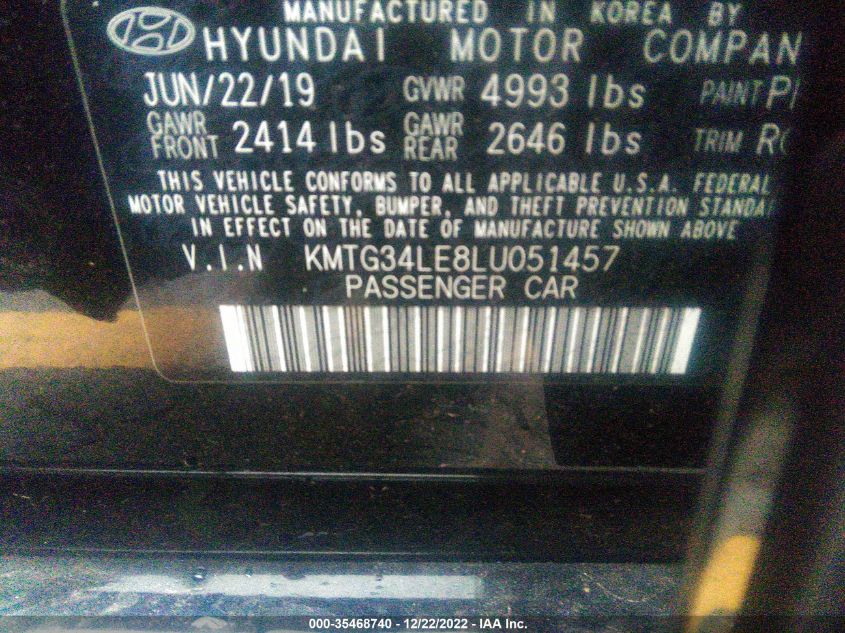 MANUFACTURED IN KOREA BY
HYUNDAI MOTOR COMPAN
JUN/22/19 GVWR 4993 lbs PAINT
GAWR FRONT 2414 lbs GAWR REAR 2646 lbs TRIM
THIS VEHICLE CONFORMS TO ALL APPLICABLE U.S.A. FEDERAL
MOTOR VEHICLE SAFETY, BUMPER, AND THEFT PREVENTION STANDA
IN EFFECT ON THE DATE OF MANUFACTURE SHOWN ABOVE
V.I.N KMTG34LE8LU051457
PASSENGER CAR
000-35468740 - 12/22/2022 - IAA Inc.